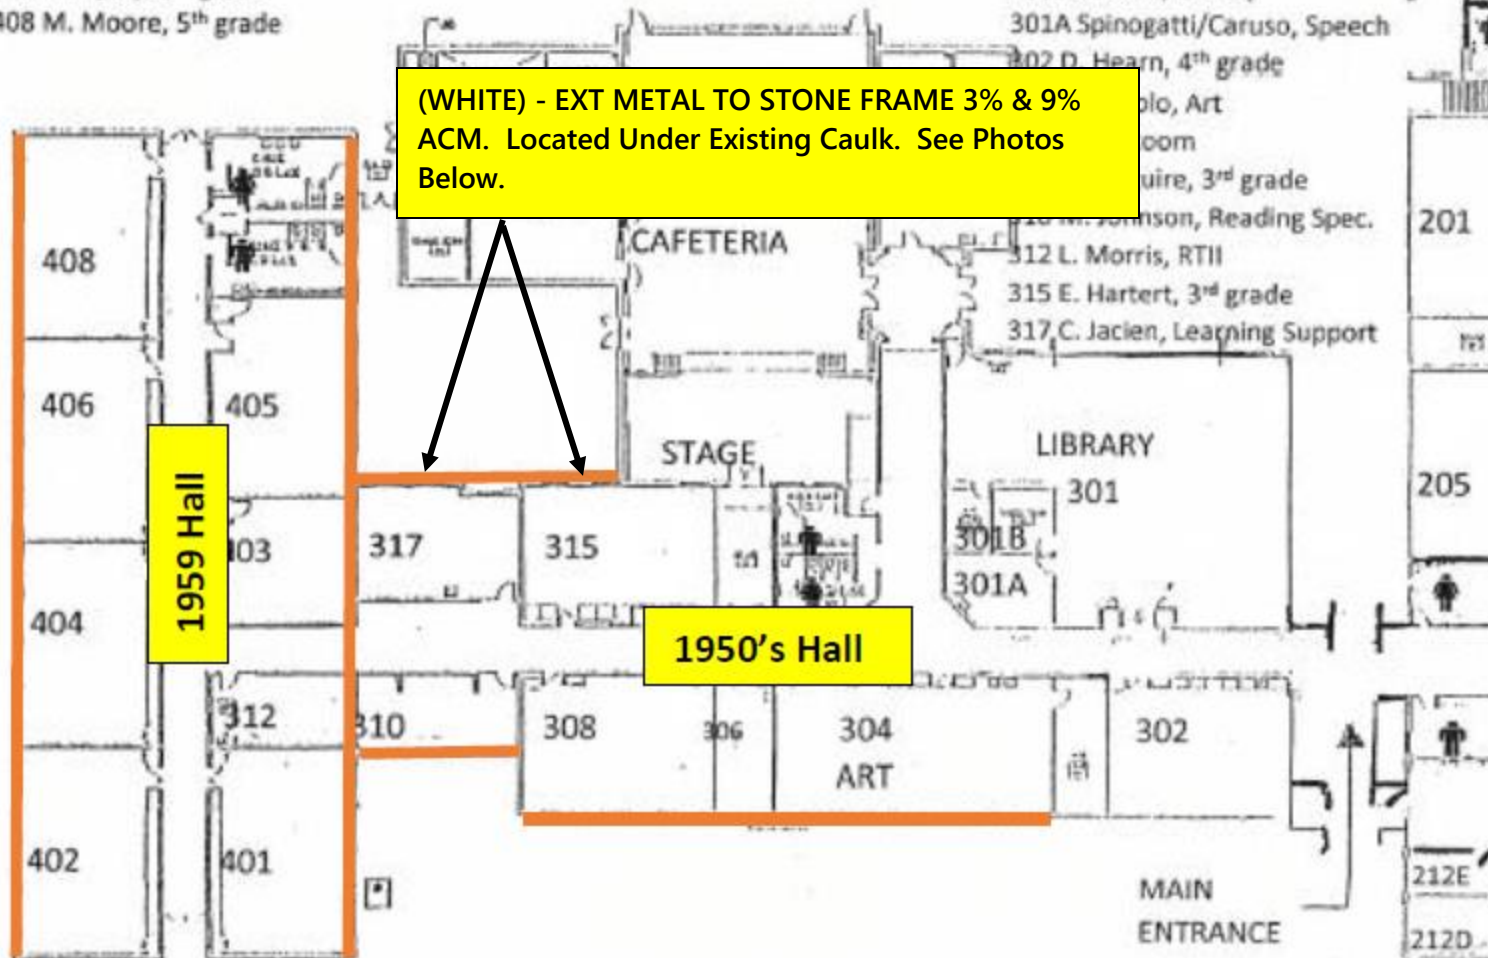 408 M. Moore, 5th grade
301A Spinogatti/Caruso, Speech
302 D. Hearn, 4th grade
Art
3rd grade
Reading Spec.
312 L. Morris, RTII
315 E. Hartert, 3rd grade
317 C. Jacien, Learning Support
(WHITE) - EXT METAL TO STONE FRAME 3% & 9%
ACM.  Located Under Existing Caulk.  See Photos
Below.
408
CAFETERIA
201
406
405
STAGE
LIBRARY
301
205
1959 Hall
403
317
315
301B
301A
404
1950's Hall
312
310
308
306
304
ART
302
402
401
MAIN
ENTRANCE
212E
212D